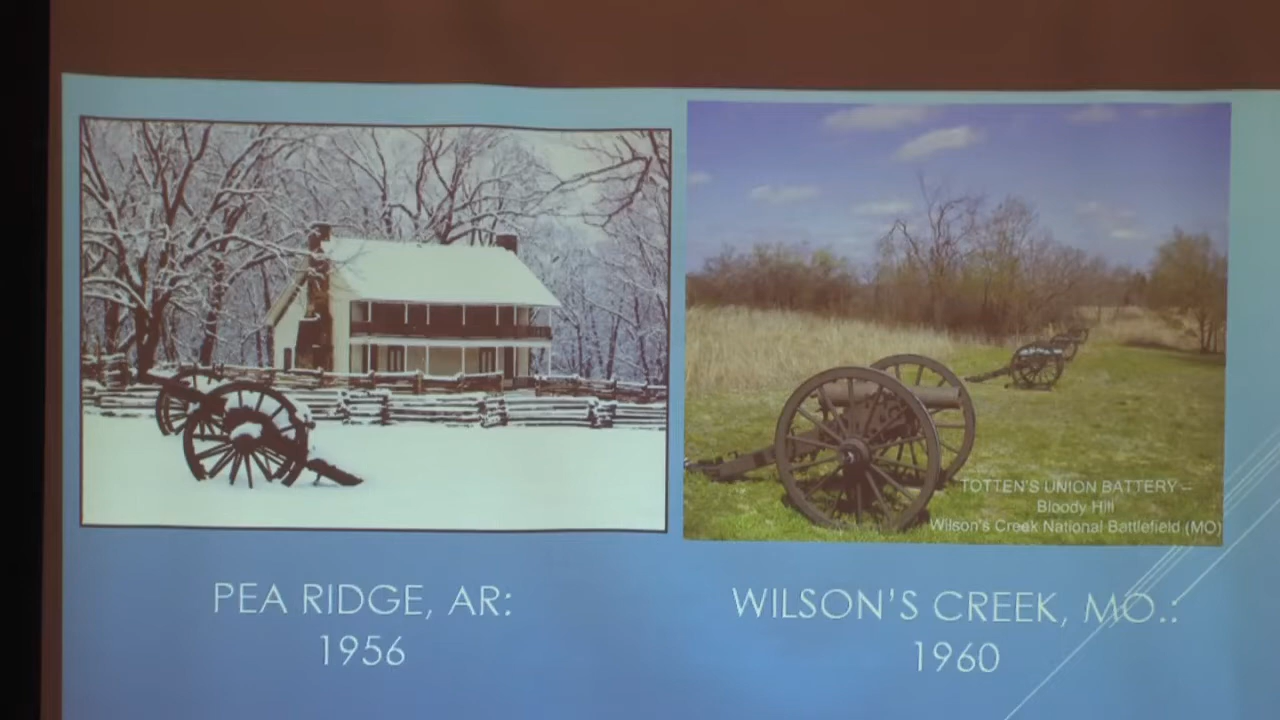 TOTTEN'S UNION BATTERY --
Bloody Hill
Wilson's Creek National Battlefield (MO)
PEA RIDGE, AR:
1956
WILSON'S CREEK, MO.:
1960